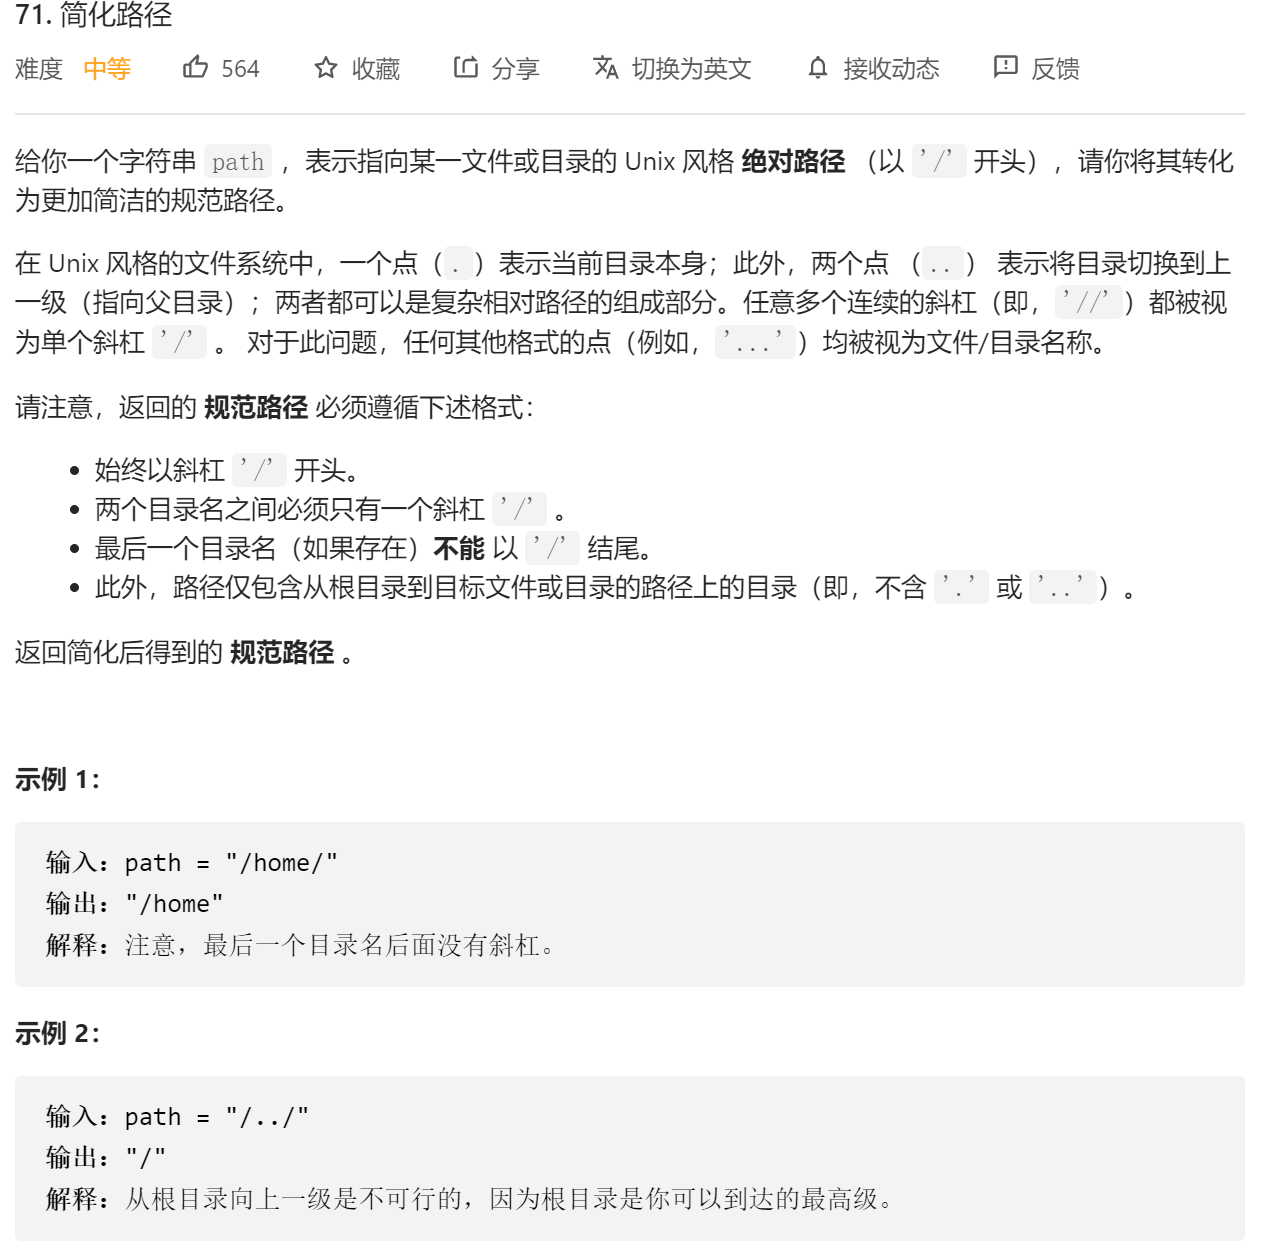 71. 简化路径
难度 中等 564 收藏 分享 切换为英文 接收动态 反馈
给你一个字符串 path ，表示指向某一文件或目录的 Unix 风格 绝对路径 （以 '/' 开头），请你将其转化
为更加简洁的规范路径。
在 Unix 风格的文件系统中，一个点（.）表示当前目录本身；此外，两个点 （..） 表示将目录切换到上
一级（指向父目录）；两者都可以是复杂相对路径的组成部分。任意多个连续的斜杠（即，'//'）都被视
为单个斜杠 '/' 。 对于此问题，任何其他格式的点（例如，'...'）均被视为文件/目录名称。
请注意，返回的 规范路径 必须遵循下述格式：
• 始终以斜杠 '/' 开头。
• 两个目录名之间必须只有一个斜杠 '/' 。
• 最后一个目录名（如果存在）不能 以 '/' 结尾。
• 此外，路径仅包含从根目录到目标文件或目录的路径上的目录（即，不含 '.' 或 '..'）。
返回简化后得到的 规范路径 。
示例 1：
输入：path = "/home/"
输出："/home"
解释：注意，最后一个目录名后面没有斜杠。
示例 2：
输入：path = "/../"
输出："/"
解释：从根目录向上一级是不可行的，因为根目录是你可以到达的最高级。